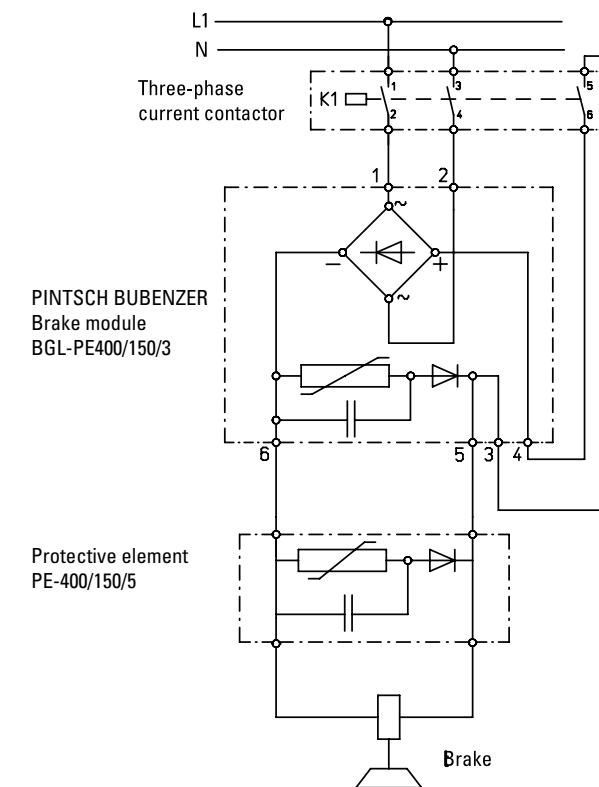 L1
N
Three-phase
current contactor
K1
1
3
5
2
4
6
1
2
~
− +
~
PINTSCH BUBENZER
Brake module
BGL-PE400/150/3
6
5
3
4
Protective element
PE-400/150/5
Brake